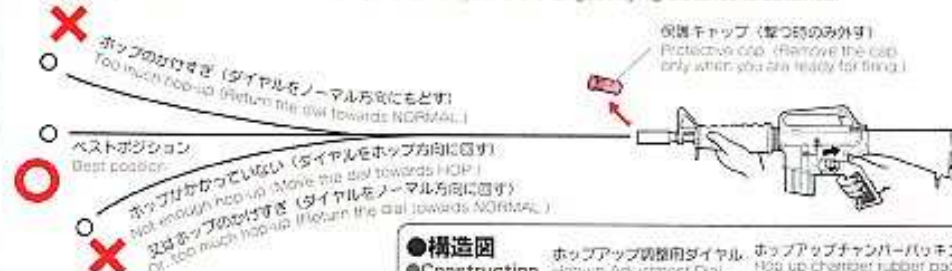 ホップのかけすぎ（ダイヤルをノーマル方向にもどす）
Too much hop-up (Return the dial towards NORMAL.)
保護キャップ（撃つ時のみ外す）
Protective cap (Remove the cap
only when you are ready for firing.)
ベストポジション
Best position
ホップがかかっていない（ダイヤルをホップ方向に回す）
Not enough hop-up (Move the dial towards HOP.)
又はホップのかけすぎ（ダイヤルをノーマル方向に回す）
Or, too much hop-up (Return the dial towards NORMAL.)
●構造図
●Construction
ホップアップ調整用ダイヤル
Hop-up Adjustment Dial
ホップアップチャンバーパッキン
Hop up chamber rubber